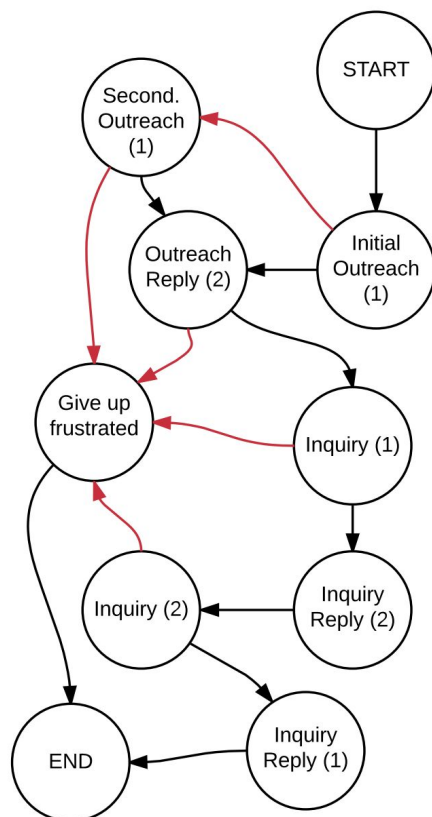 START
Second.
Outreach
(1)
Initial
Outreach
(1)
Outreach
Reply (2)
Give up
frustrated
Inquiry (1)
Inquiry (2)
Inquiry
Reply (2)
Inquiry
Reply (1)
END